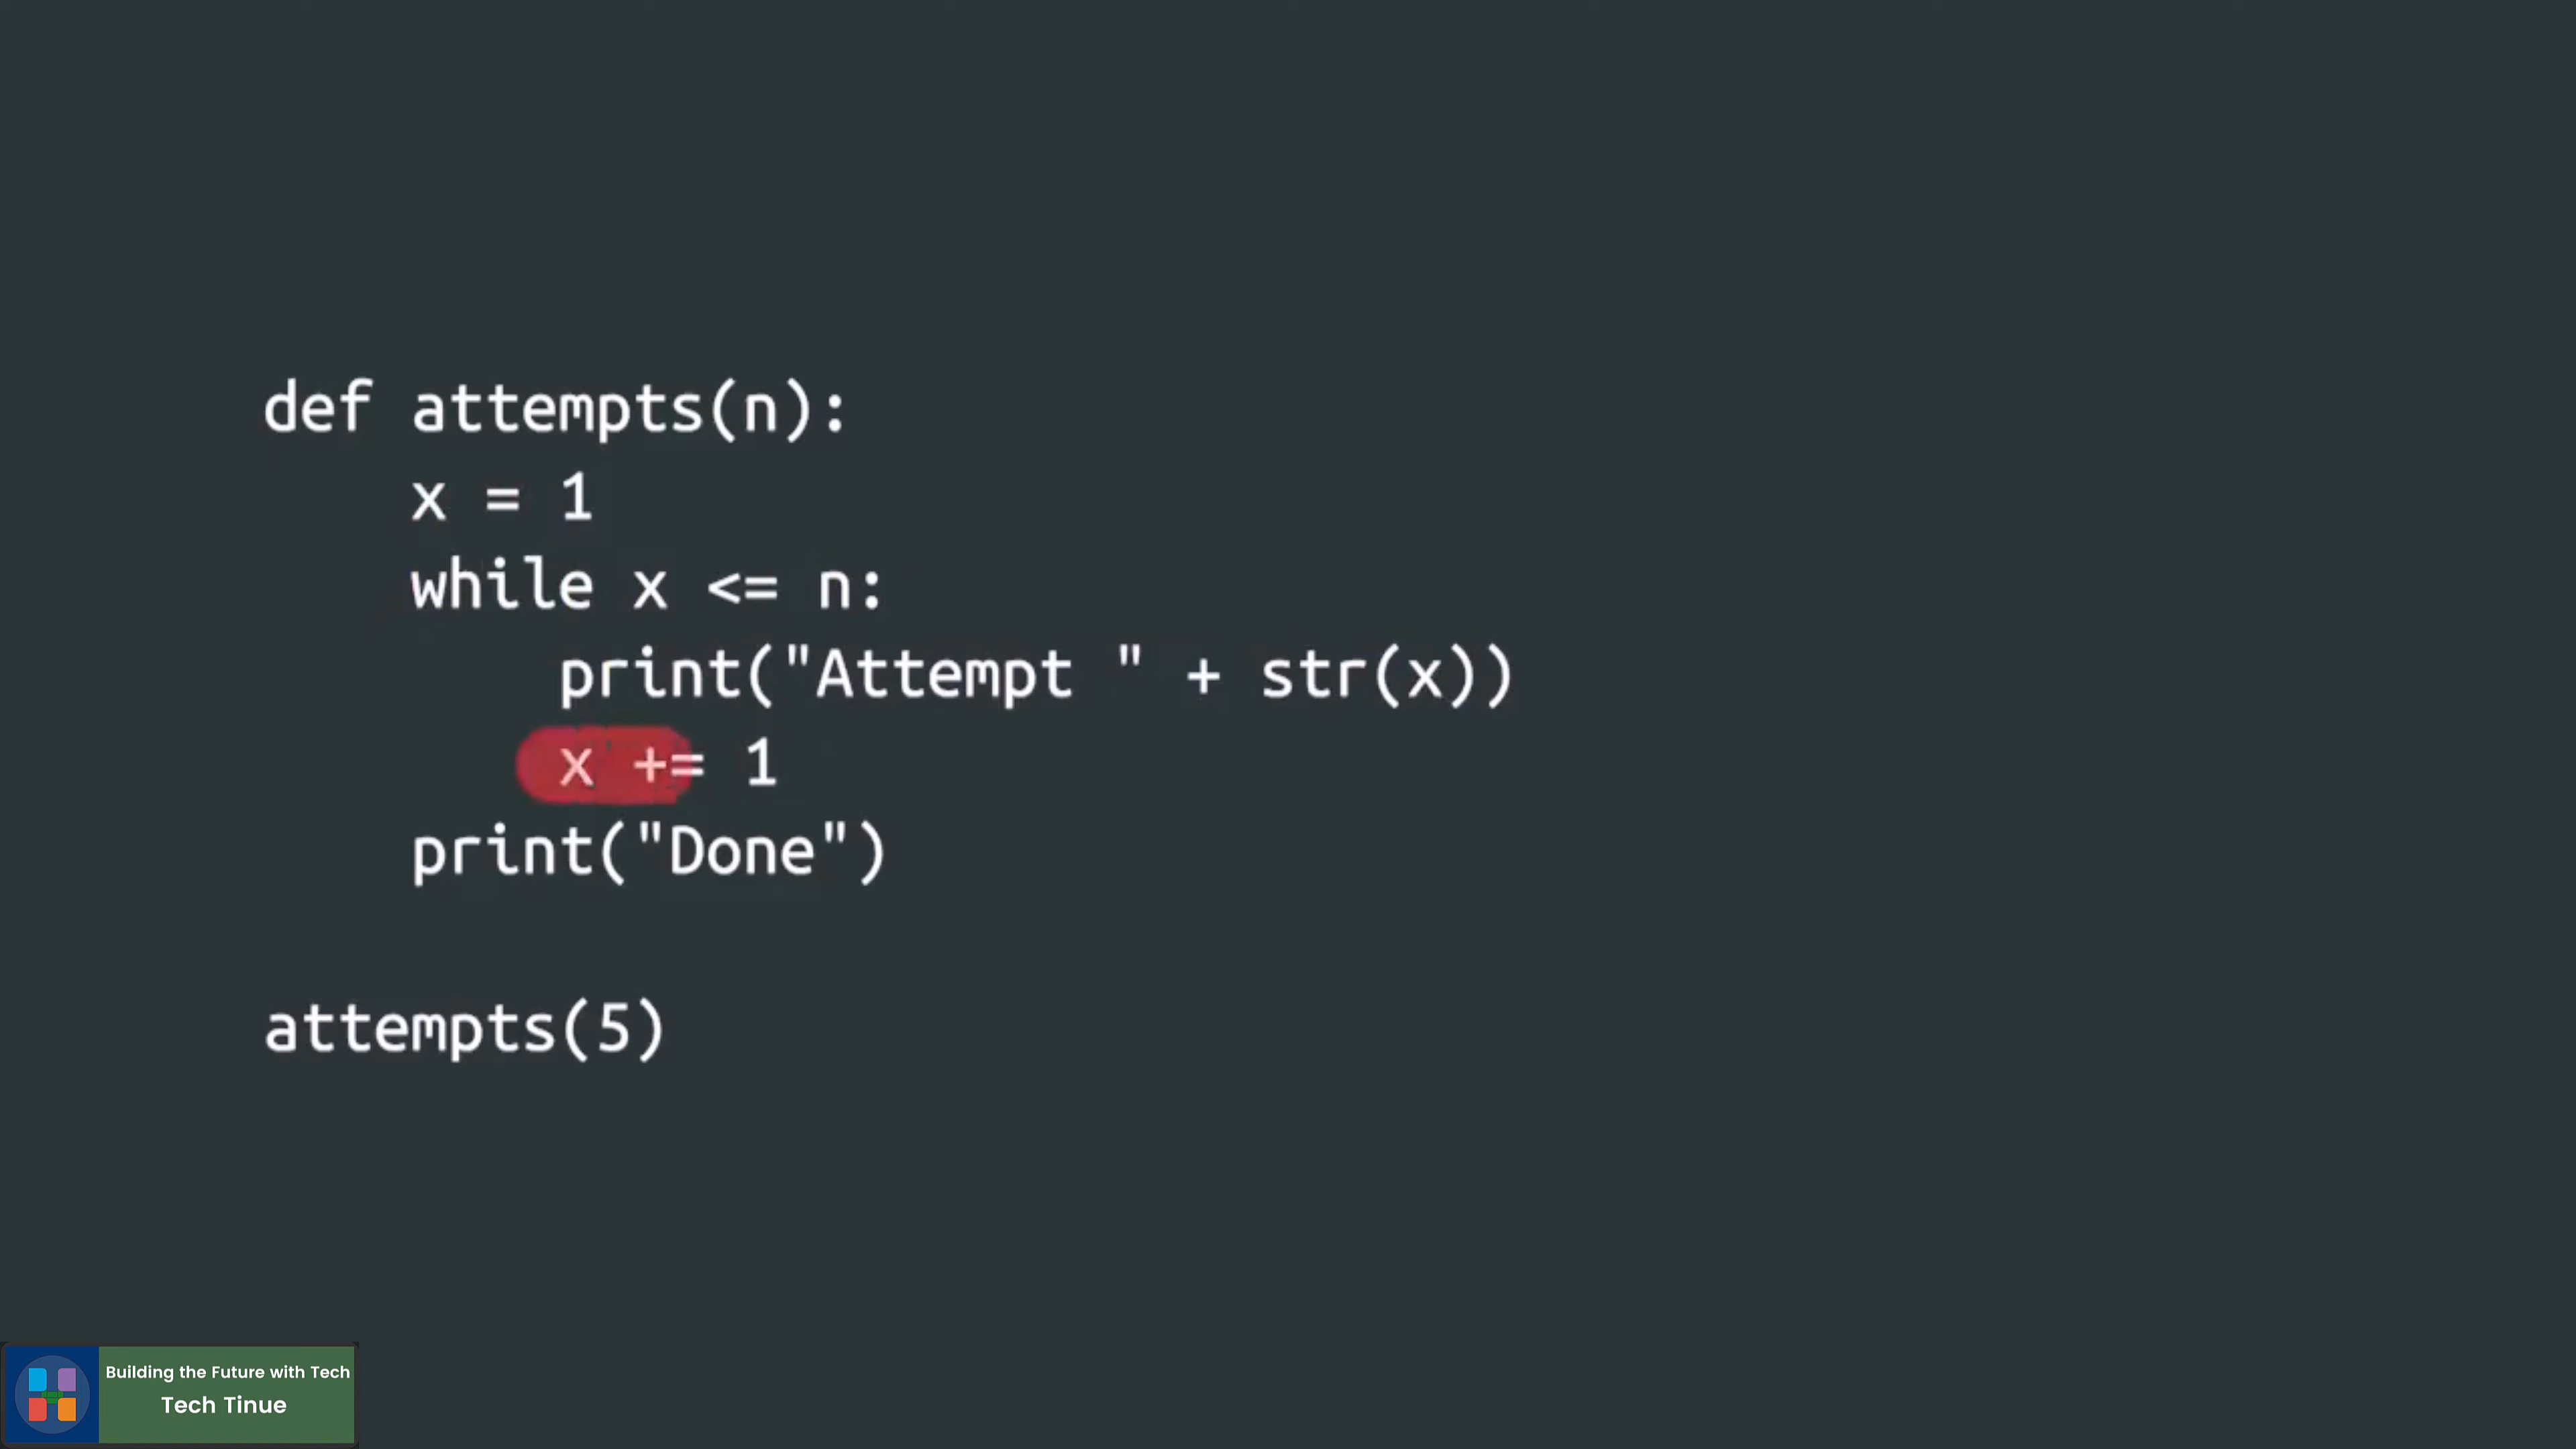 def attempts(n):
    x = 1
    while x <= n:
        print("Attempt " + str(x))
        x += 1
    print("Done")
attempts(5)
Building the Future with Tech
Tech Tinue